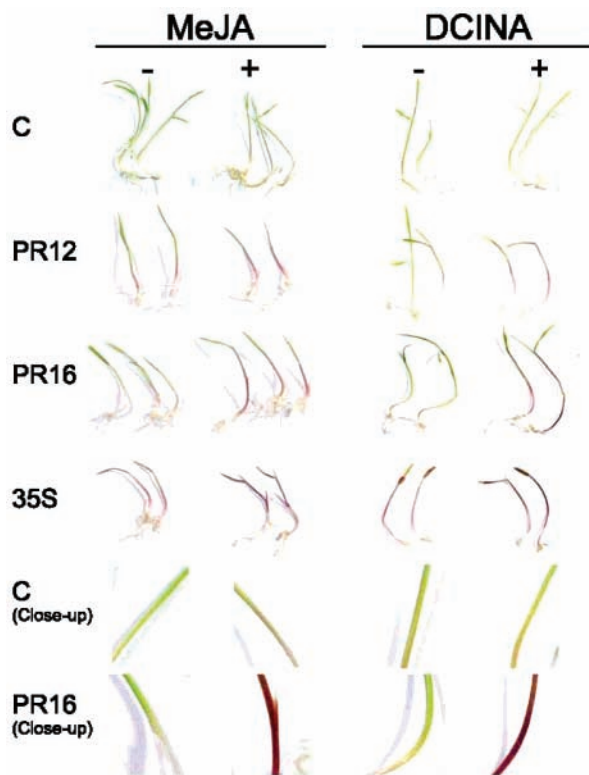 MeJA DCINA
- + - +
C
PR12
PR16
35S
C
(Close-up)
PR16
(Close-up)